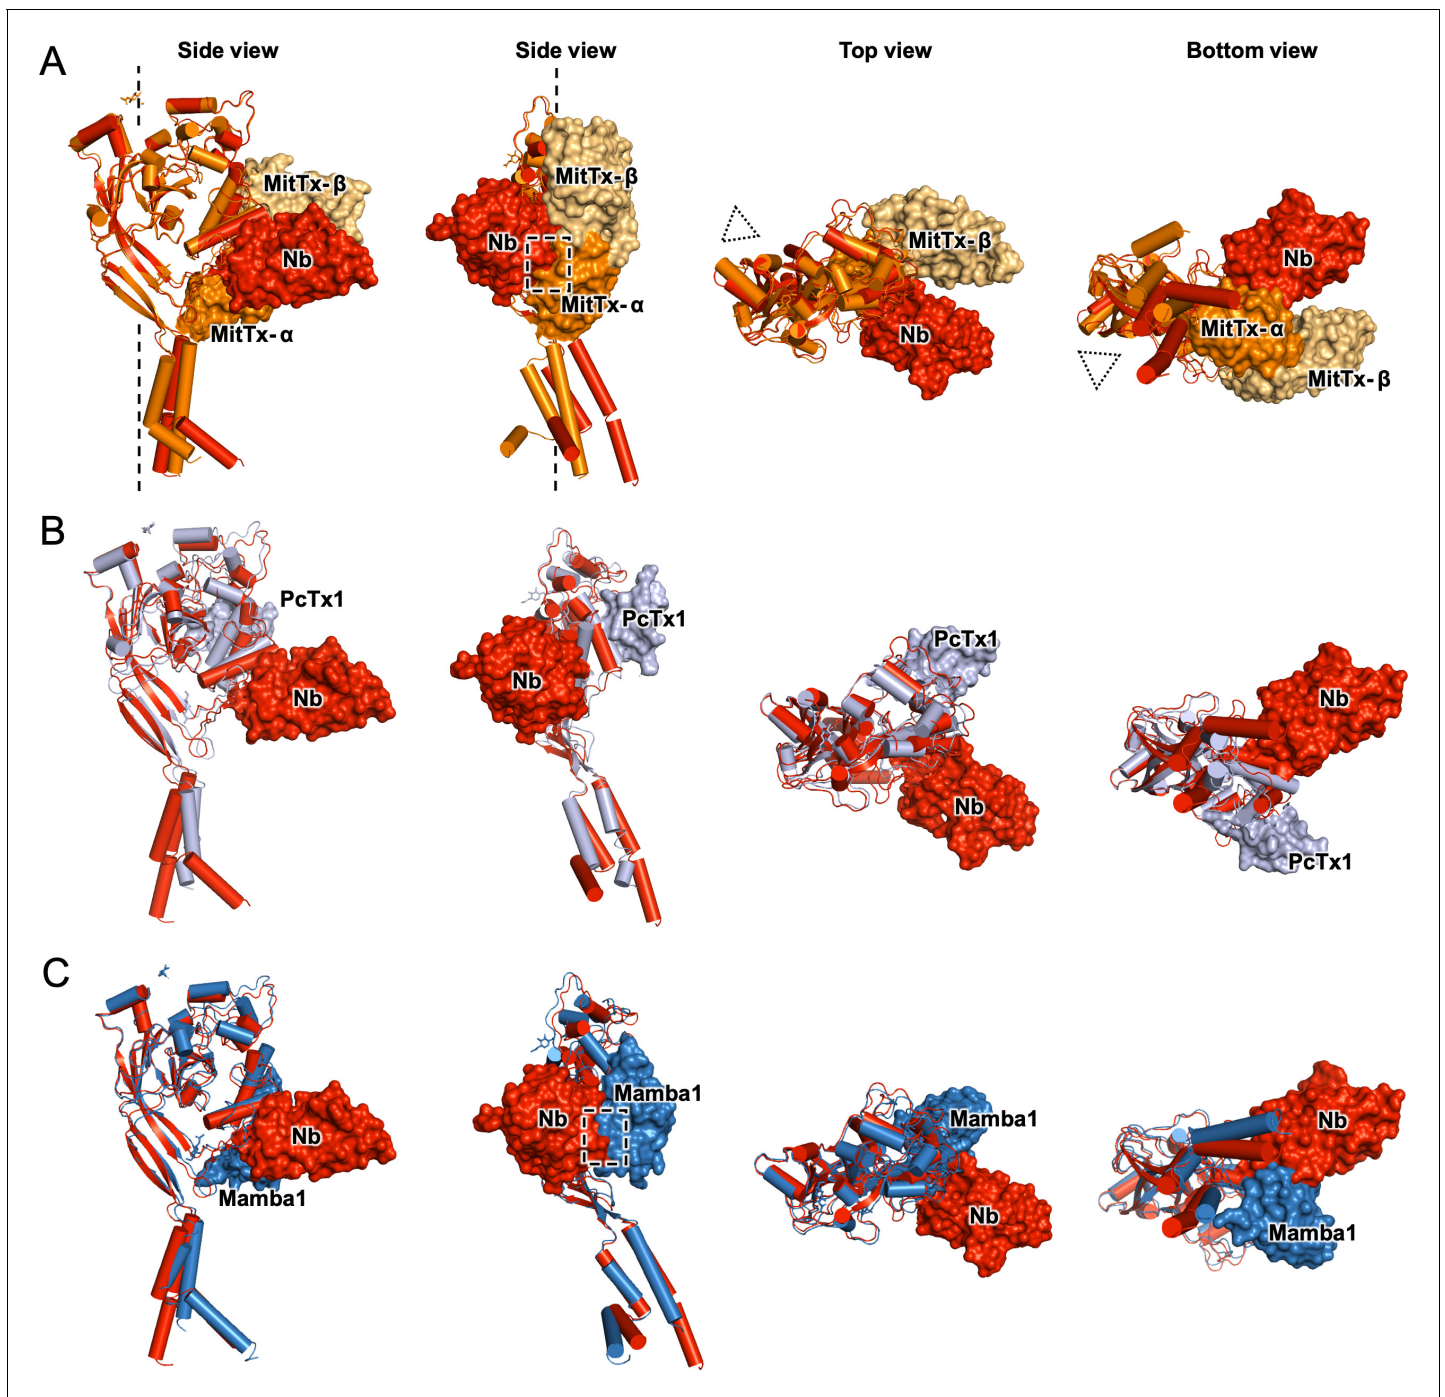 A
Side view
Side view
Top view
Bottom view
MitTx-β
Nb
MitTx-α
MitTx-β
Nb
MitTx-α
MitTx-β
Nb
Nb
MitTx-α
MitTx-β
B
PcTx1
Nb
PcTx1
Nb
PcTx1
Nb
Nb
PcTx1
C
Nb
Mamba1
Mamba1
Nb
Mamba1
Nb
Nb
Mamba1